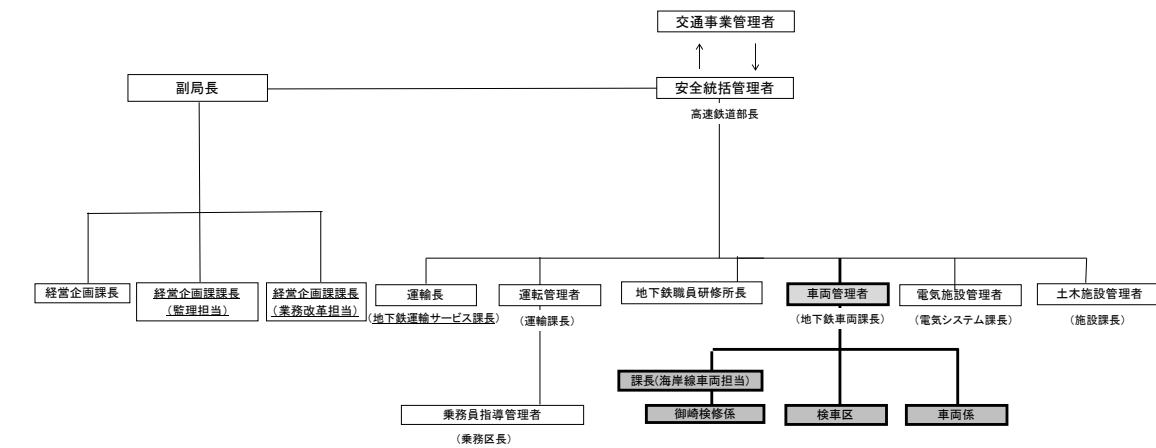 交通事業管理者
副局長
安全統括管理者
高速鉄道部長
経営企画課長
経営企画課課長
(監理担当)
経営企画課課長
(業務改革担当)
運輸長
(地下鉄運輸サービス課長)
運転管理者
(運輸課長)
地下鉄職員研修所長
車両管理者
(地下鉄車両課長)
電気施設管理者
(電気システム課長)
土木施設管理者
(施設課長)
課長(海岸線車両担当)
御崎検修係
検車区
車両係
乗務員指導管理者
(乗務区長)